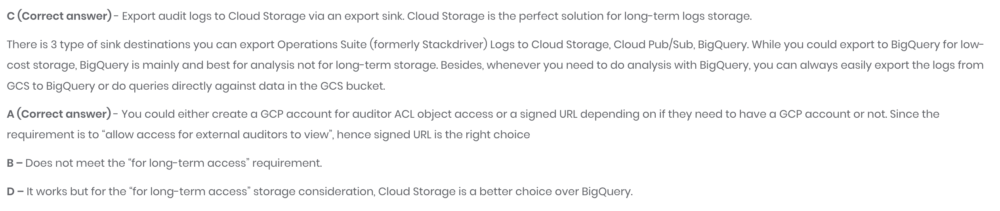 C (Correct answer) - Export audit logs to Cloud Storage via an export sink. Cloud Storage is the perfect solution for long-term logs storage.
There is 3 type of sink destinations you can export Operations Suite (formerly Stackdriver) Logs to Cloud Storage, Cloud Pub/Sub, BigQuery. While you could export to BigQuery for low-
cost storage, BigQuery is mainly and best for analysis not for long-term storage. Besides, whenever you need to do analysis with BigQuery, you can always easily export the logs from
GCS to BigQuery or do queries directly against data in the GCS bucket.
A (Correct answer) - You could either create a GCP account for auditor ACL object access or a signed URL depending on if they need to have a GCP account or not. Since the
requirement is to “allow access for external auditors to view”, hence signed URL is the right choice
B – Does not meet the “for long-term access” requirement.
D – It works but for the “for long-term access” storage consideration, Cloud Storage is a better choice over BigQuery.